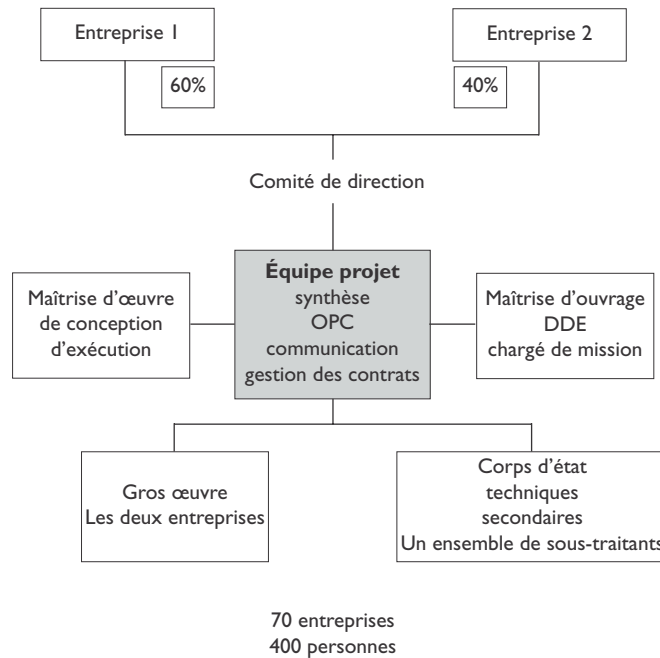 Entreprise 1
Entreprise 2
60%
40%
Comité de direction
Maîtrise d'œuvre
de conception
d'exécution
Équipe projet
synthèse
OPC
communication
gestion des contrats
Maîtrise d'ouvrage
DDE
chargé de mission
Gros œuvre
Les deux entreprises
Corps d'état
techniques
secondaires
Un ensemble de sous-traitants
70 entreprises
400 personnes